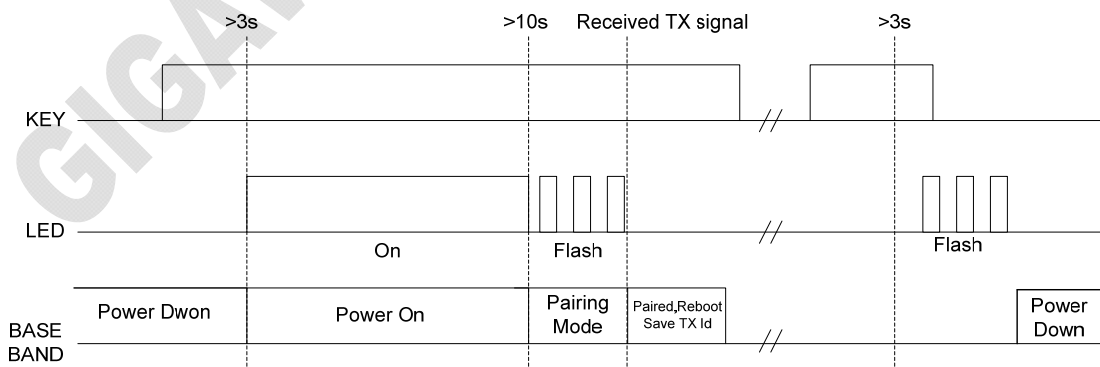 >3s
>10s
Received TX signal
>3s
KEY
LED
On
Flash
Flash
BASE
BAND
Power Dwon
Power On
Pairing
Mode
Paired,Reboot
Save TX Id
Power
Down